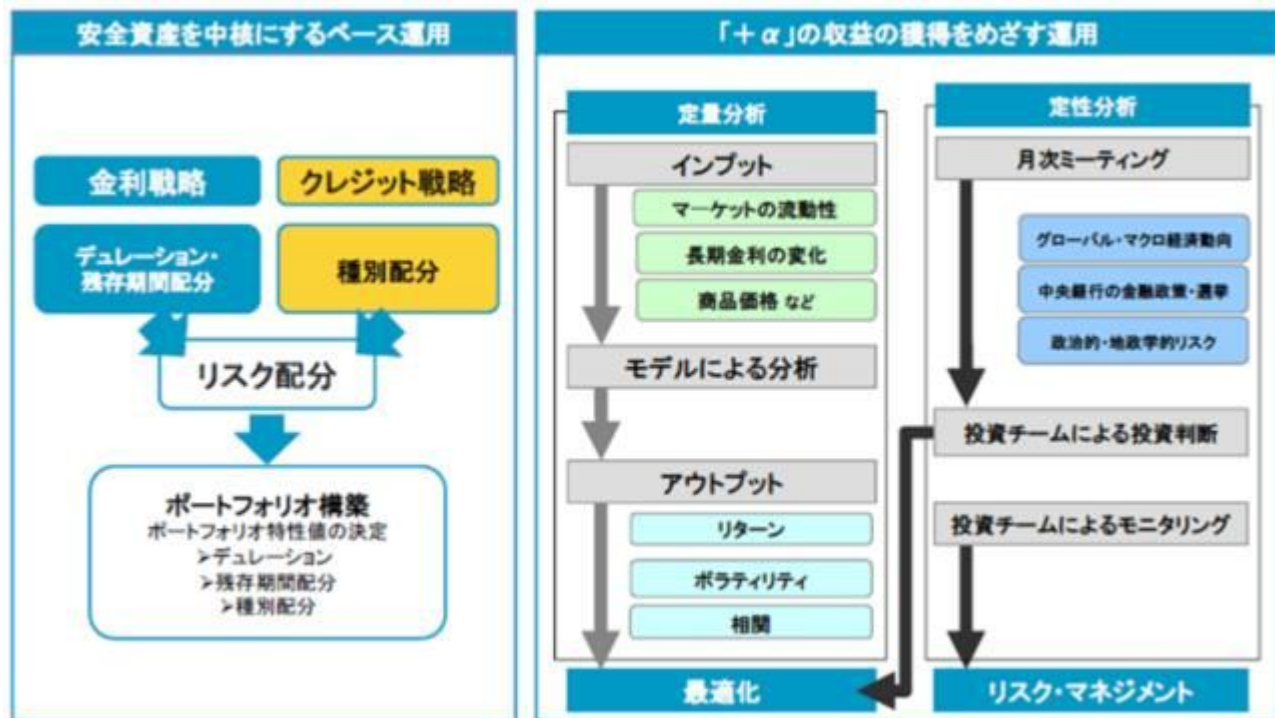 安全資産を中核にするベース運用
金利戦略
クレジット戦略
デュレーション・
残存期間配分
種別配分
リスク配分
ポートフォリオ構築
ポートフォリオ特性値の決定
➢デュレーション
➢残存期間配分
➢種別配分
「+α」の収益の獲得をめざす運用
定量分析
インプット
マーケットの流動性
長期金利の変化
商品価格 など
モデルによる分析
アウトプット
リターン
ボラティリティ
相関
最適化
定性分析
月次ミーティング
グローバル・マクロ経済動向
中央銀行の金融政策・選挙
政治的・地政学的リスク
投資チームによる投資判断
投資チームによるモニタリング
リスク・マネジメント